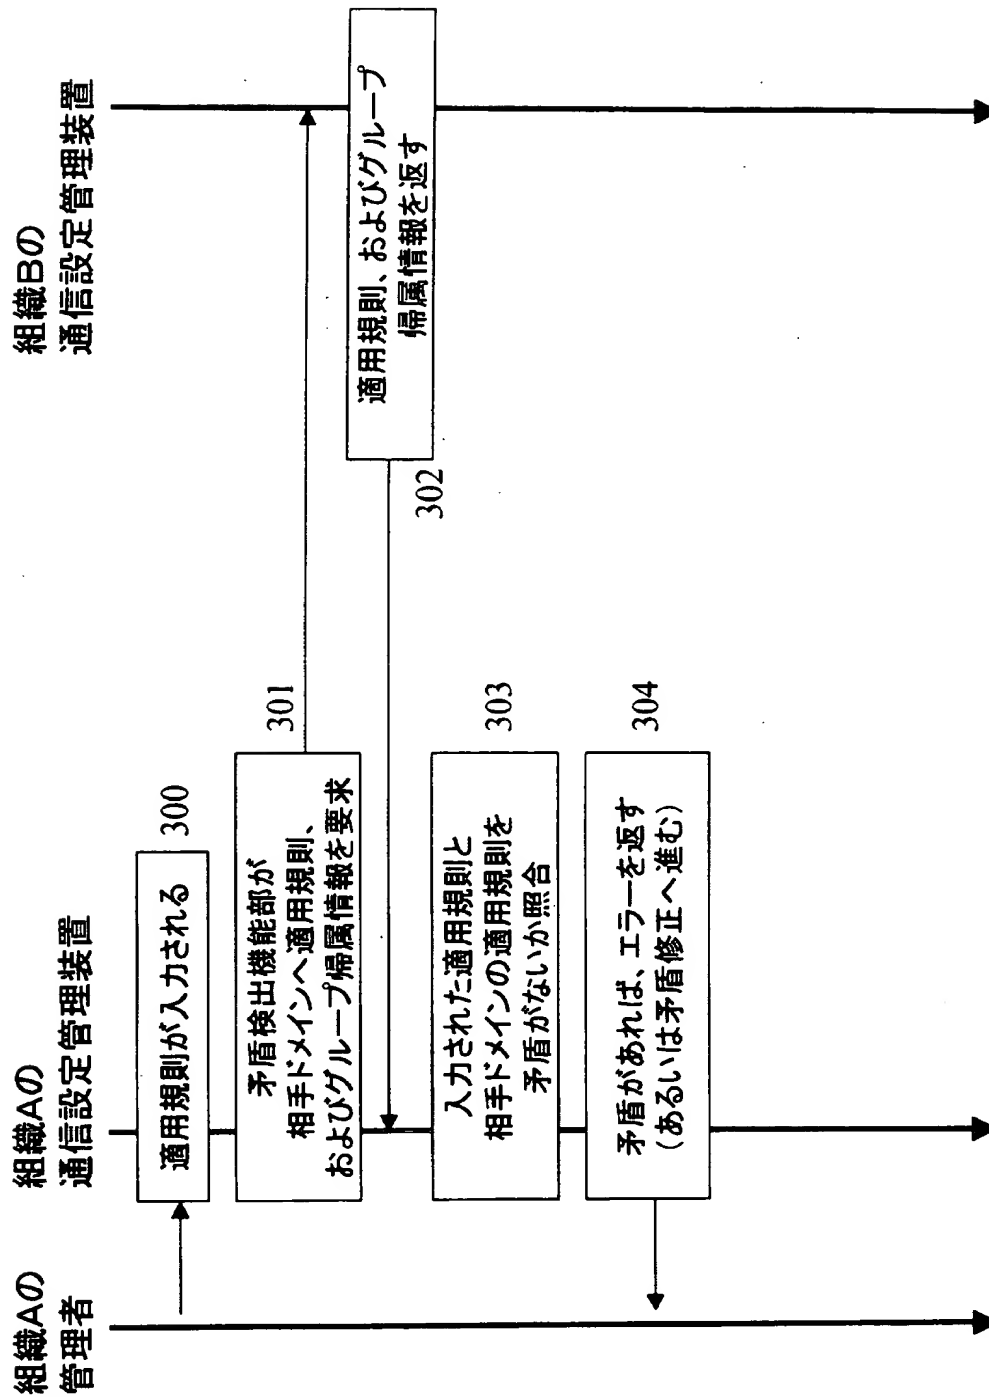 組織Aの
管理者
組織Aの
通信設定管理装置
組織Bの
通信設定管理装置
適用規則が入力される
300
矛盾検出機能部が
相手ドメインへ適用規則、
およびグループ帰属情報を要求
301
適用規則、およびグループ
帰属情報を返す
302
入力された適用規則と
相手ドメインの適用規則を
矛盾がないか照合
303
矛盾があれば、エラーを返す
（あるいは矛盾修正へ進む）
304